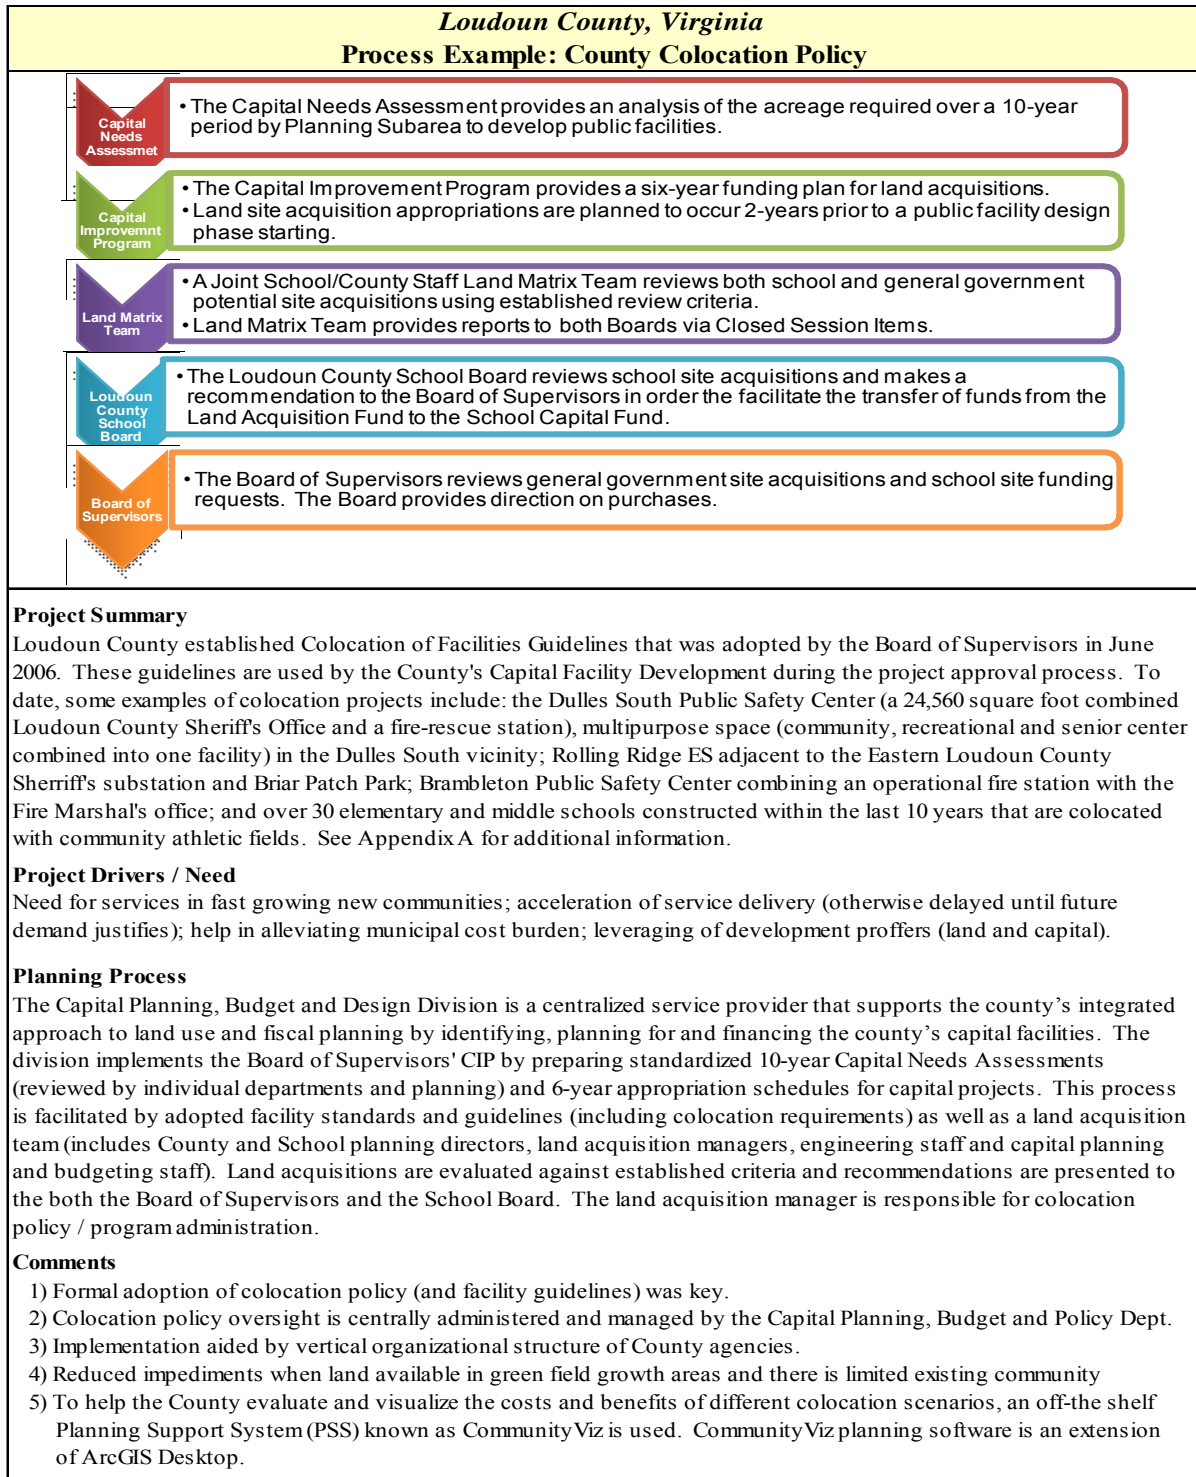 Loudoun County, Virginia
Process Example: County Colocation Policy
Capital
Needs
Assessmet
• The Capital Needs Assessment provides an analysis of the acreage required over a 10-year
period by Planning Subarea to develop public facilities.
Capital
Improvemnt
Program
• The Capital Improvement Program provides a six-year funding plan for land acquisitions.
• Land site acquisition appropriations are planned to occur 2-years prior to a public facility design
phase starting.
Land Matrix
Team
• A Joint School/County Staff Land Matrix Team reviews both school and general government
potential site acquisitions using established review criteria.
• Land Matrix Team provides reports to both Boards via Closed Session Items.
Loudoun
County
School
Board
• The Loudoun County School Board reviews school site acquisitions and makes a
recommendation to the Board of Supervisors in order the facilitate the transfer of funds from the
Land Acquisition Fund to the School Capital Fund.
Board of
Supervisors
• The Board of Supervisors reviews general government site acquisitions and school site funding
requests. The Board provides direction on purchases.
Project Summary
Loudoun County established Colocation of Facilities Guidelines that was adopted by the Board of Supervisors in June
2006. These guidelines are used by the County's Capital Facility Development during the project approval process. To
date, some examples of colocation projects include: the Dulles South Public Safety Center (a 24,560 square foot combined
Loudoun County Sheriff's Office and a fire-rescue station), multipurpose space (community, recreational and senior center
combined into one facility) in the Dulles South vicinity; Rolling Ridge ES adjacent to the Eastern Loudoun County
Sherriff's substation and Briar Patch Park; Brambleton Public Safety Center combining an operational fire station with the
Fire Marshal's office; and over 30 elementary and middle schools constructed within the last 10 years that are colocated
with community athletic fields. See Appendix A for additional information.
Project Drivers / Need
Need for services in fast growing new communities; acceleration of service delivery (otherwise delayed until future
demand justifies); help in alleviating municipal cost burden; leveraging of development proffers (land and capital).
Planning Process
The Capital Planning, Budget and Design Division is a centralized service provider that supports the county’s integrated
approach to land use and fiscal planning by identifying, planning for and financing the county’s capital facilities. The
division implements the Board of Supervisors' CIP by preparing standardized 10-year Capital Needs Assessments
(reviewed by individual departments and planning) and 6-year appropriation schedules for capital projects. This process
is facilitated by adopted facility standards and guidelines (including colocation requirements) as well as a land acquisition
team (includes County and School planning directors, land acquisition managers, engineering staff and capital planning
and budgeting staff). Land acquisitions are evaluated against established criteria and recommendations are presented to
the both the Board of Supervisors and the School Board. The land acquisition manager is responsible for colocation
policy / program administration.
Comments
1) Formal adoption of colocation policy (and facility guidelines) was key.
2) Colocation policy oversight is centrally administered and managed by the Capital Planning, Budget and Policy Dept.
3) Implementation aided by vertical organizational structure of County agencies.
4) Reduced impediments when land available in green field growth areas and there is limited existing community
5) To help the County evaluate and visualize the costs and benefits of different colocation scenarios, an off-the shelf
Planning Support System (PSS) known as CommunityViz is used. CommunityViz planning software is an extension
of ArcGIS Desktop.